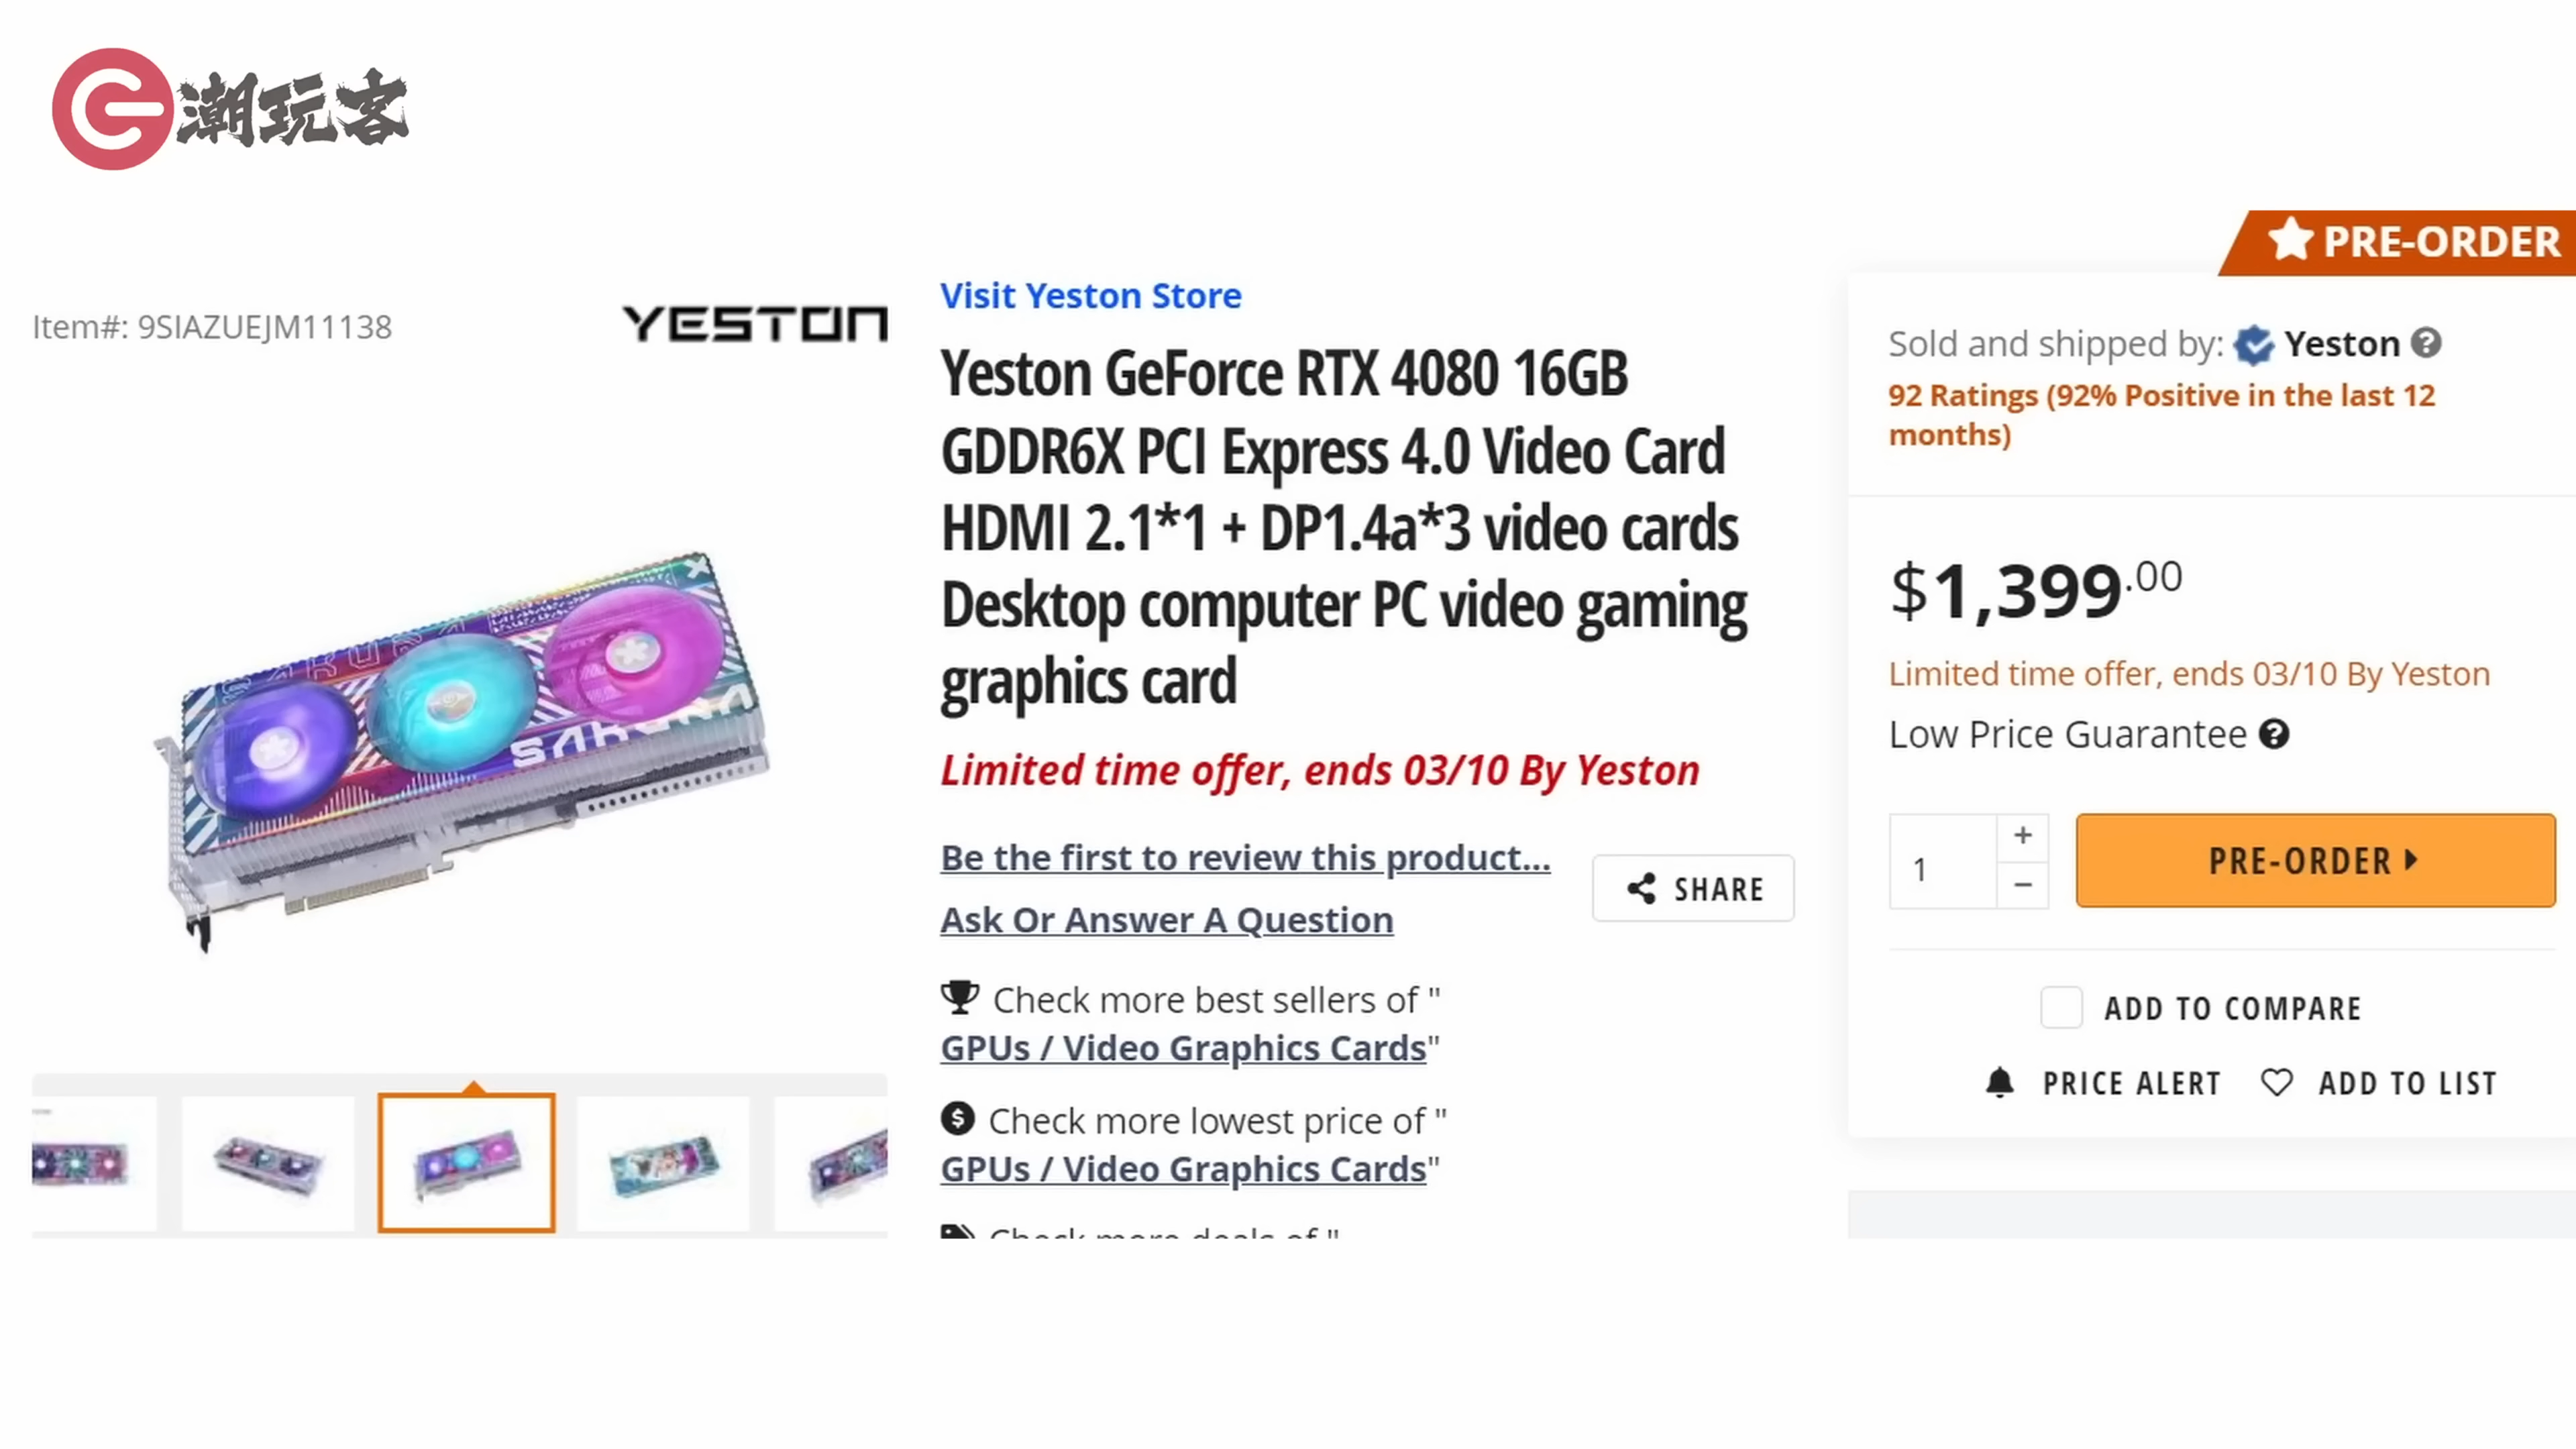 潮玩客
PRE-ORDER
Item#: 9SIAZUEJM11138
YESTON
Visit Yeston Store
Yeston GeForce RTX 4080 16GB
GDDR6X PCI Express 4.0 Video Card
HDMI 2.1*1 + DP1.4a*3 video cards
Desktop computer PC video gaming
graphics card
Limited time offer, ends 03/10 By Yeston
Be the first to review this product...
Ask Or Answer A Question
SHARE
Check more best sellers of "
GPUs / Video Graphics Cards"
Check more lowest price of "
GPUs / Video Graphics Cards"
Check more deals of "
Sold and shipped by: Yeston
92 Ratings (92% Positive in the last 12
months)
$1,399.00
Limited time offer, ends 03/10 By Yeston
Low Price Guarantee
1
PRE-ORDER
ADD TO COMPARE
PRICE ALERT
ADD TO LIST